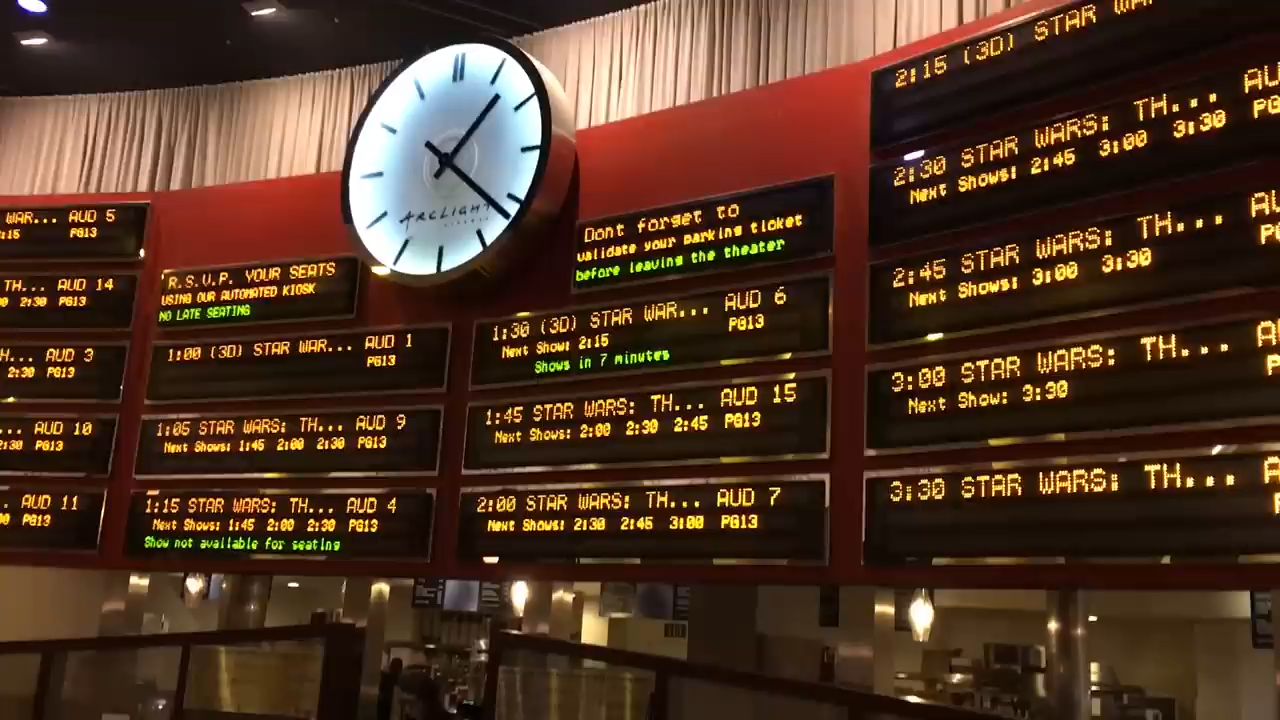 WAR... AUD 5
:15 PG13
TH... AUD 14
00 2:30 PG13
H... AUD 3
2:30 PG13
... AUD 10
2:30 PG13
... AUD 11
00 PG13
R.S.V.P. YOUR SEATS
USING OUR AUTOMATED KIOSK
NO LATE SEATING
1:00 (3D) STAR WAR... AUD 1
PG13
1:05 STAR WARS: TH... AUD 9
Next Shows: 1:45 2:00 2:30 PG13
1:15 STAR WARS: TH... AUD 4
Next Shows: 1:45 2:00 2:30 PG13
Show not available for seating
ARCLIGHT
Dont forget to
validate your parking ticket
before leaving the theater
1:30 (3D) STAR WAR... AUD 6
Next Show: 2:15 PG13
Shows in 7 minutes
1:45 STAR WARS: TH... AUD 15
Next Shows: 2:00 2:30 2:45 PG13
2:00 STAR WARS: TH... AUD 7
Next Shows: 2:30 2:45 3:00 PG13
2:15 (3D) STAR WAR
2:30 STAR WARS: TH... AU
Next Shows: 2:45 3:00 3:30 PG
2:45 STAR WARS: TH... AU
Next Shows: 3:00 3:30 PG
3:00 STAR WARS: TH... A
Next Show: 3:30 P
3:30 STAR WARS: TH... A